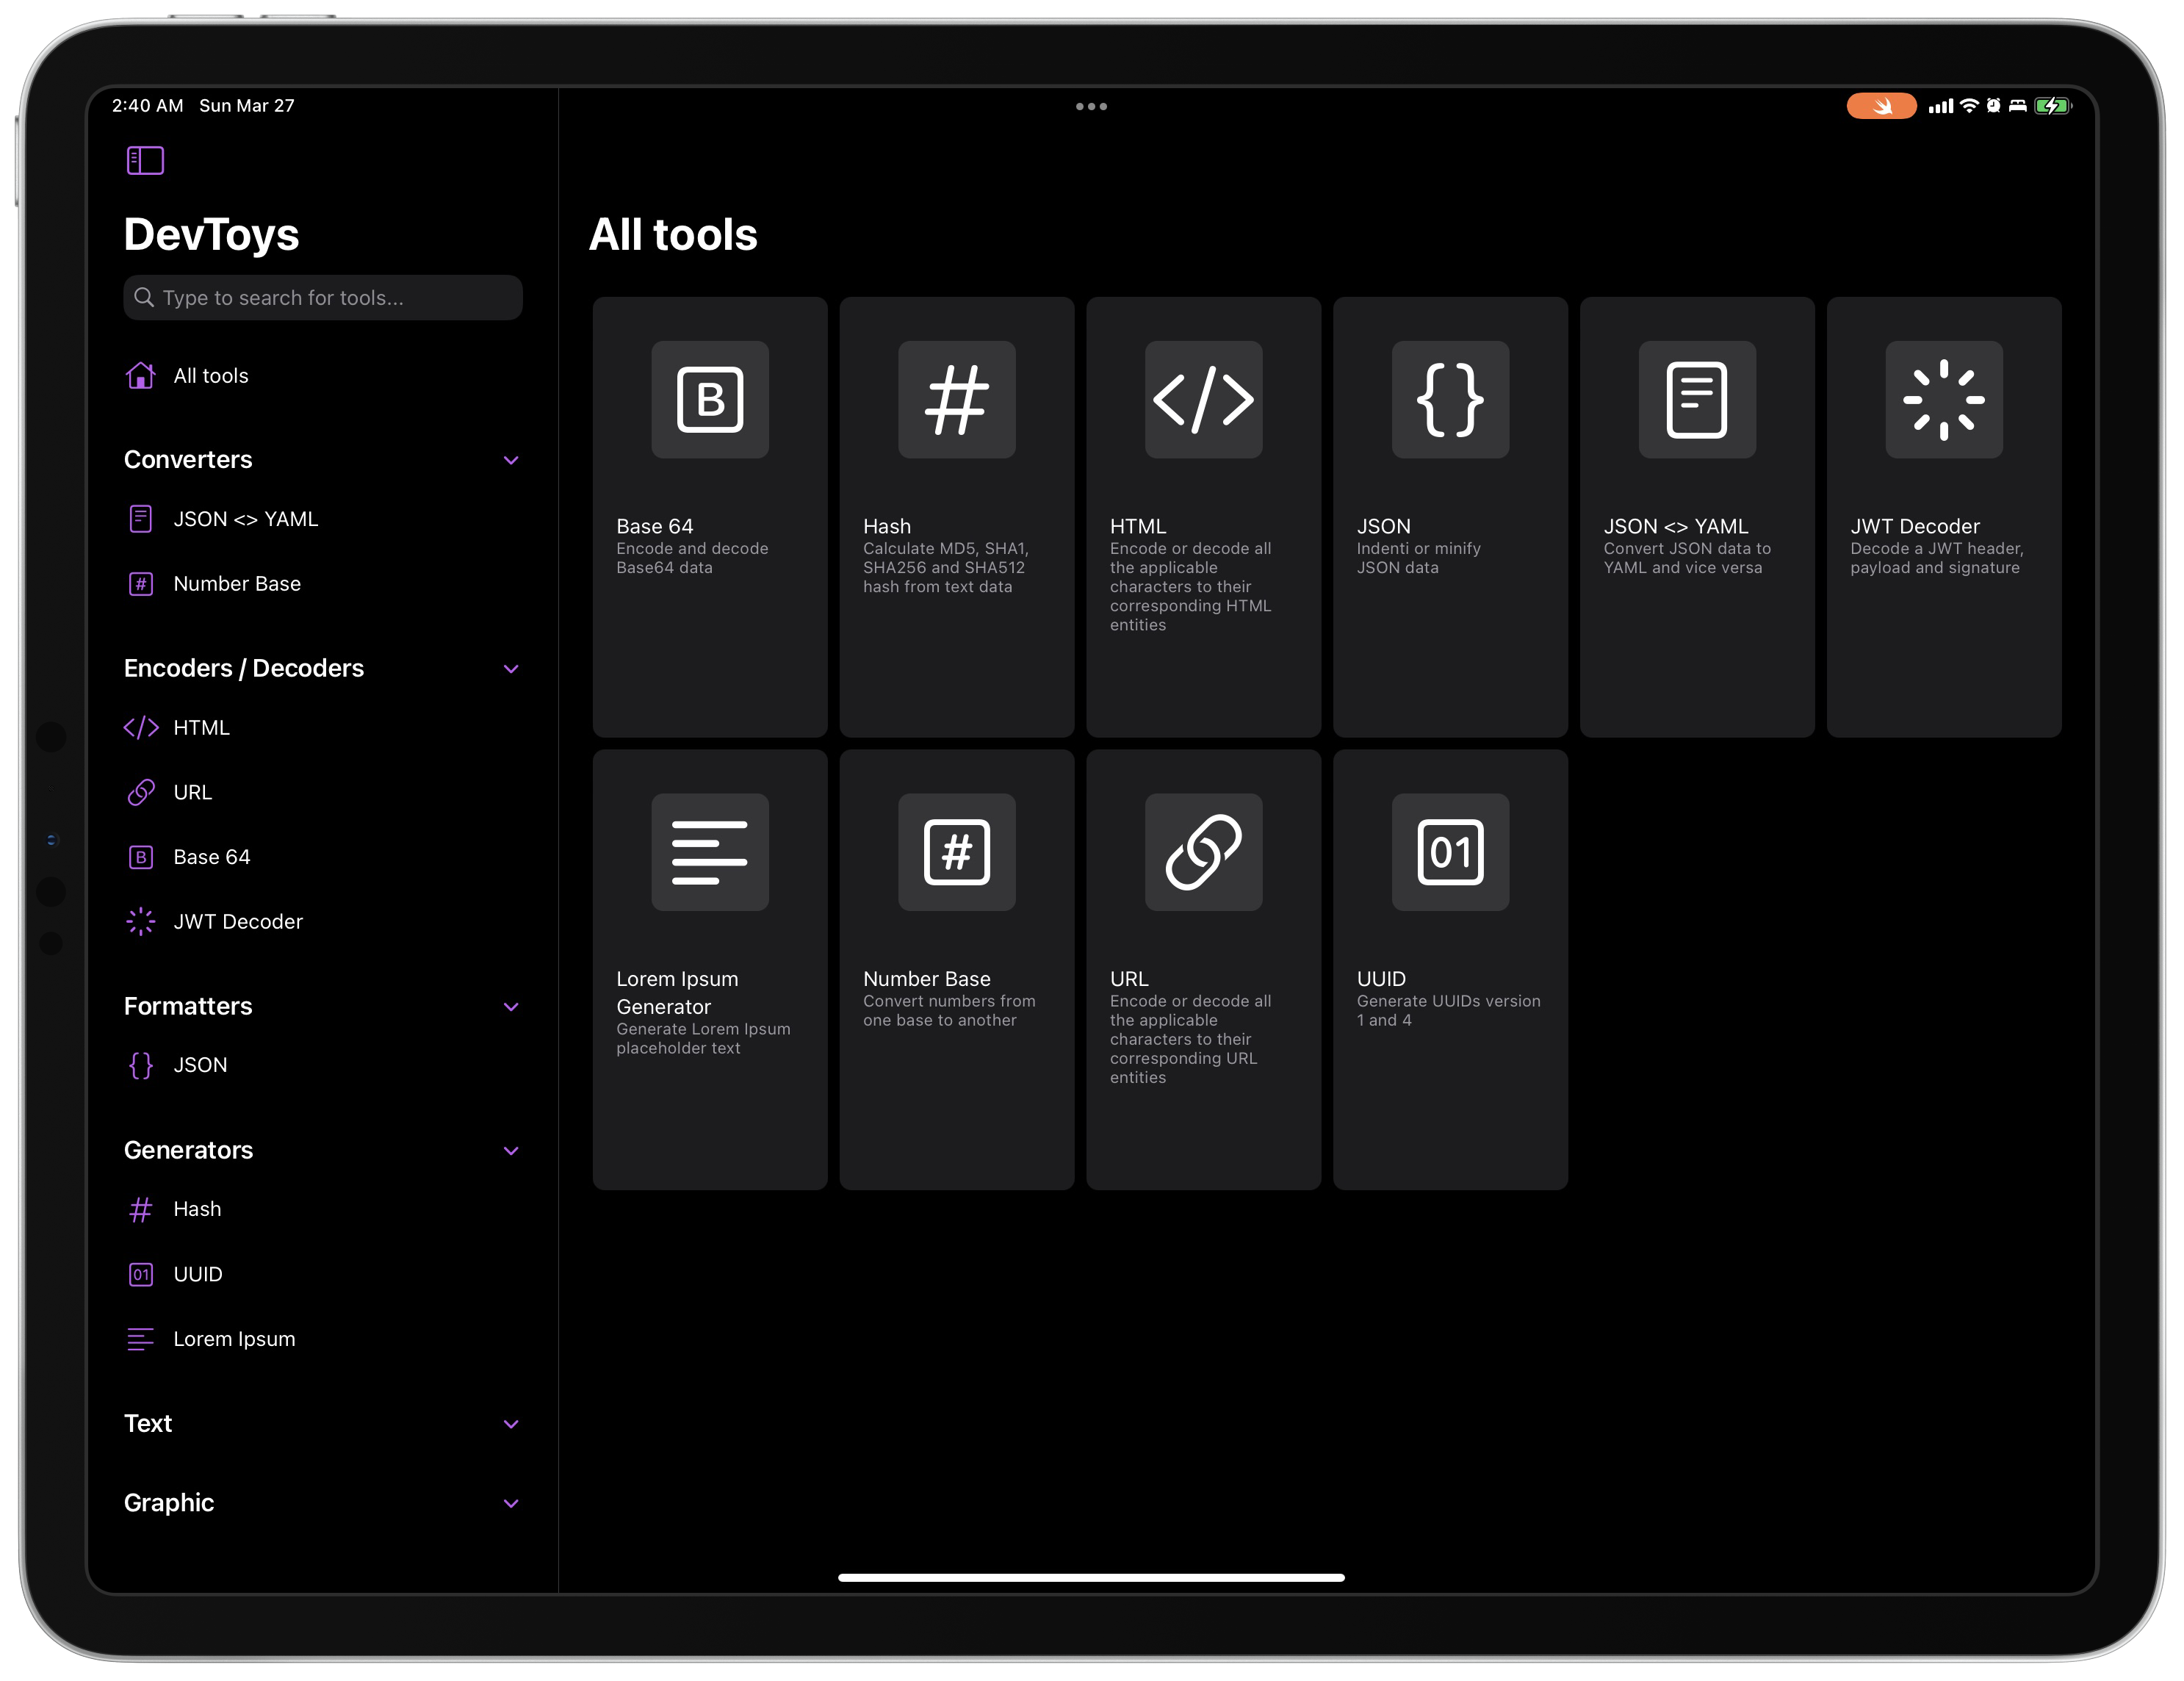 2:40 AM Sun Mar 27
DevToys
Type to search for tools...
All tools
Converters
JSON <> YAML
# Number Base
Encoders / Decoders
</> HTML
URL
B Base 64
JWT Decoder
Formatters
{} JSON
Generators
# Hash
01 UUID
Lorem Ipsum
Text
Graphic
All tools
B
Base 64
Encode and decode
Base64 data
#
Hash
Calculate MD5, SHA1,
SHA256 and SHA512
hash from text data
</>
HTML
Encode or decode all
the applicable
characters to their
corresponding HTML
entities
{}
JSON
Indenti or minify
JSON data
JSON <> YAML
Convert JSON data to
YAML and vice versa
JWT Decoder
Decode a JWT header,
payload and signature
Lorem Ipsum
Generator
Generate Lorem Ipsum
placeholder text
#
Number Base
Convert numbers from
one base to another
URL
Encode or decode all
the applicable
characters to their
corresponding URL
entities
01
UUID
Generate UUIDs version
1 and 4